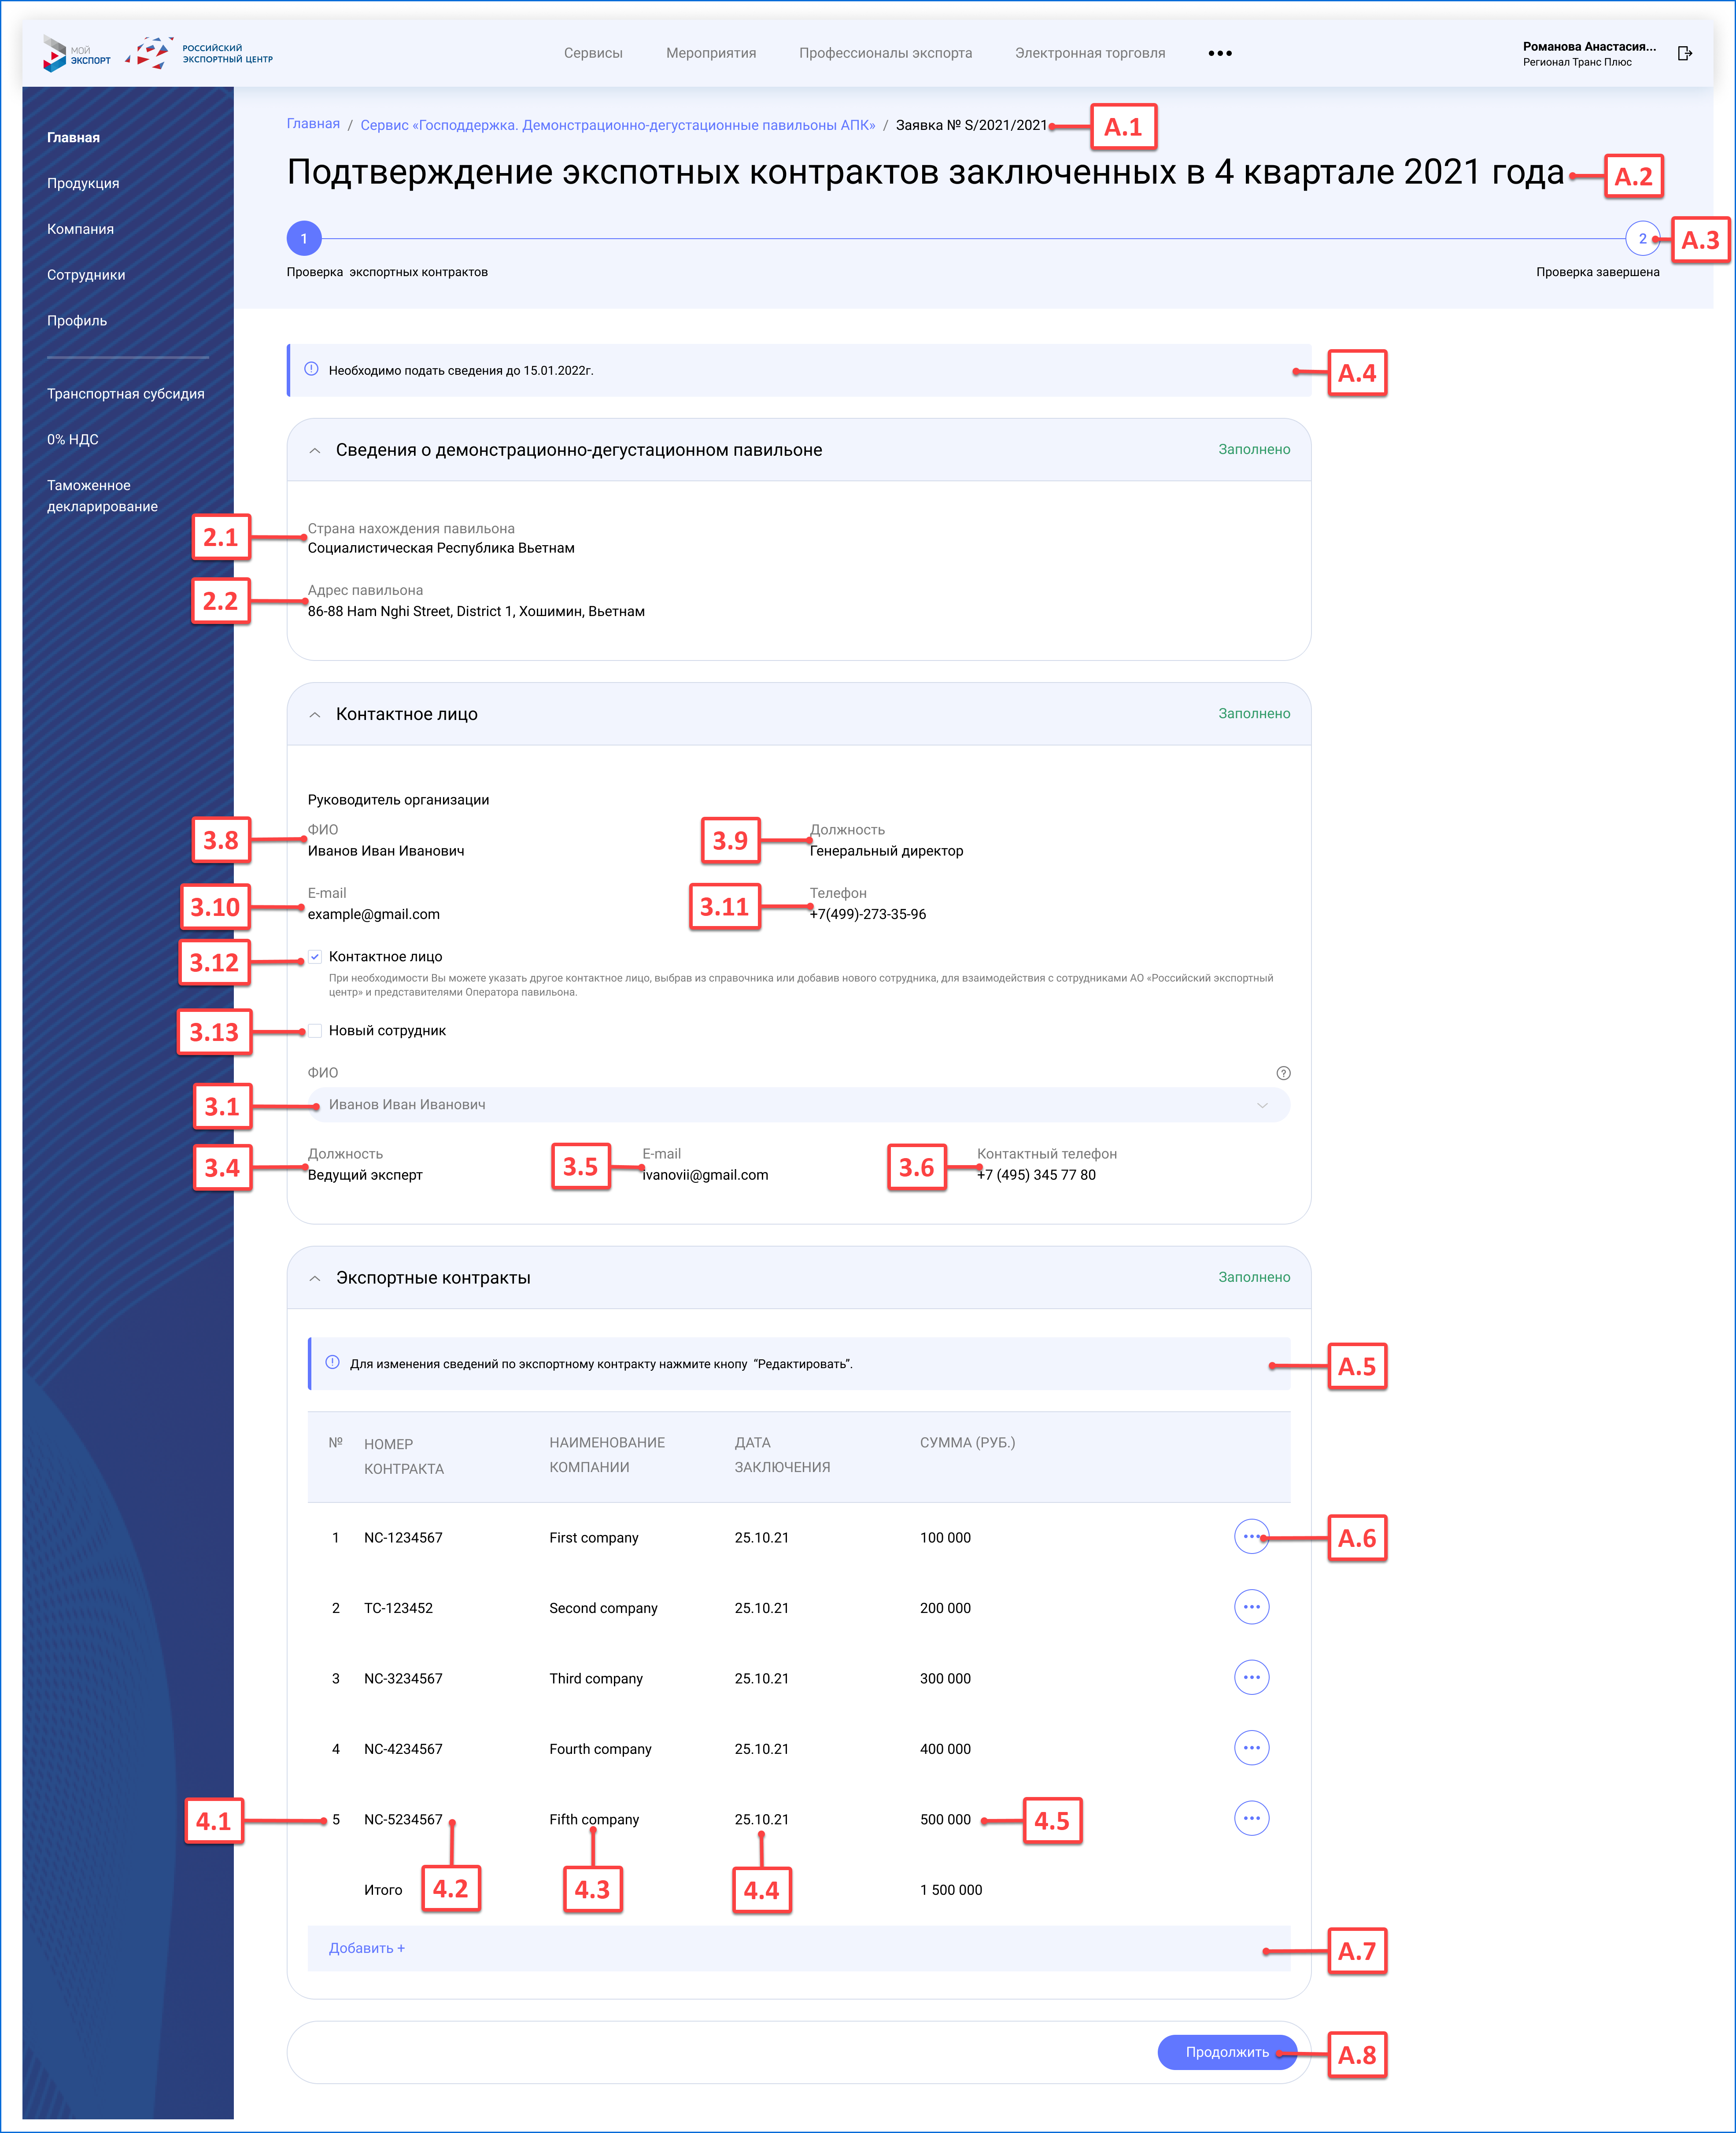 МОЙ
ЭКСПОРТ
РОССИЙСКИЙ
ЭКСПОРТНЫЙ ЦЕНТР
Сервисы
Мероприятия
Профессионалы экспорта
Электронная торговля
Романова Анастасия...
Регионал Транс Плюс
Главная
Продукция
Компания
Сотрудники
Профиль
Транспортная субсидия
0% НДС
Таможенное
декларирование
Главная / Сервис «Господдержка. Демонстрационно-дегустационные павильоны АПК» / Заявка № S/2021/2021
A.1
Подтверждение экспотных контрактов заключенных в 4 квартале 2021 года
A.2
1
2
A.3
Проверка экспортных контрактов
Проверка завершена
Необходимо подать сведения до 15.01.2022г.
A.4
Сведения о демонстрационно-дегустационном павильоне
Заполнено
2.1
Страна нахождения павильона
Социалистическая Республика Вьетнам
2.2
Адрес павильона
86-88 Ham Nghi Street, District 1, Хошимин, Вьетнам
Контактное лицо
Заполнено
Руководитель организации
3.8
ФИО
Иванов Иван Иванович
3.9
Должность
Генеральный директор
3.10
E-mail
example@gmail.com
3.11
Телефон
+7(499)-273-35-96
3.12
Контактное лицо
При необходимости Вы можете указать другое контактное лицо, выбрав из справочника или добавив нового сотрудника, для взаимодействия с сотрудниками АО «Российский экспортный
центр» и представителями Оператора павильона.
3.13
Новый сотрудник
ФИО
?
3.1
Иванов Иван Иванович
3.4
Должность
Ведущий эксперт
3.5
E-mail
ivanovii@gmail.com
3.6
Контактный телефон
+7 (495) 345 77 80
Экспортные контракты
Заполнено
Для изменения сведений по экспортному контракту нажмите кнопу “Редактировать”.
A.5
№
НОМЕР
КОНТРАКТА
НАИМЕНОВАНИЕ
КОМПАНИИ
ДАТА
ЗАКЛЮЧЕНИЯ
СУММА (РУБ.)
1 NC-1234567 First company 25.10.21 100 000
A.6
2 TC-123452 Second company 25.10.21 200 000
3 NC-3234567 Third company 25.10.21 300 000
4 NC-4234567 Fourth company 25.10.21 400 000
4.1
5 NC-5234567 Fifth company 25.10.21 500 000
4.5
Итого
4.2
4.3
4.4
1 500 000
Добавить +
A.7
Продолжить
A.8